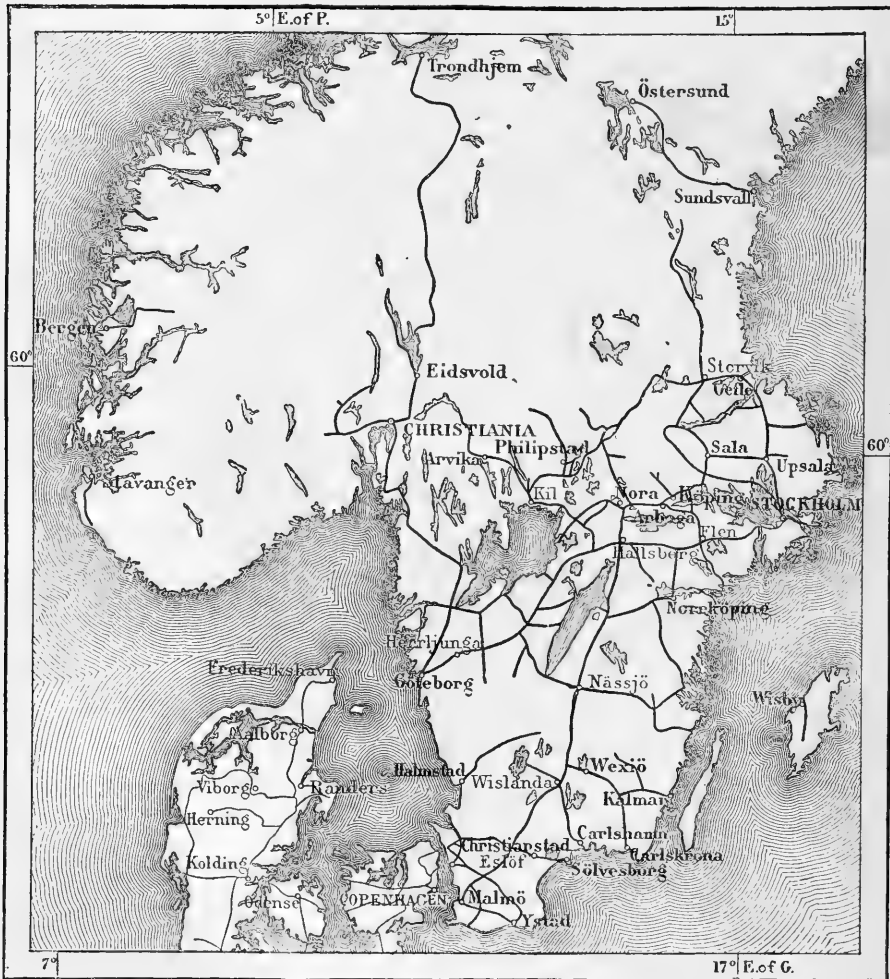 5° E. of P.
15°
Trondhjem
Östersund
Sundsvall
Bergen
60°
Eidsvold
Storvik
Gefle
CHRISTIANIA
Philipstad
Arvika
Sala
Upsala
60°
Stavanger
Kil
Nora
Köping
STOCKHOLM
Arboga
Flen
Hallsberg
Norrköping
Herrljunga
Frederikshavn
Göteborg
Nässjö
Wisby
Aalborg
Halmstad
Wislanda
Wexiö
Viborg
Randers
Kalmar
Herning
Carlshamn
Christianstad
Carlskrona
Eslöf
Kolding
Sölvesborg
Odense
COPENHAGEN
Malmö
Ystad
7°
17° E. of G.